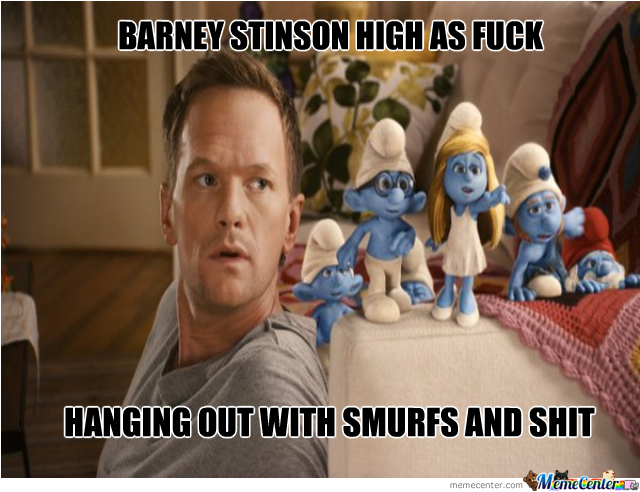 BARNEY STINSON HIGH AS FUCK
HANGING OUT WITH SMURFS AND SHIT
memecenter.com MemeCenter